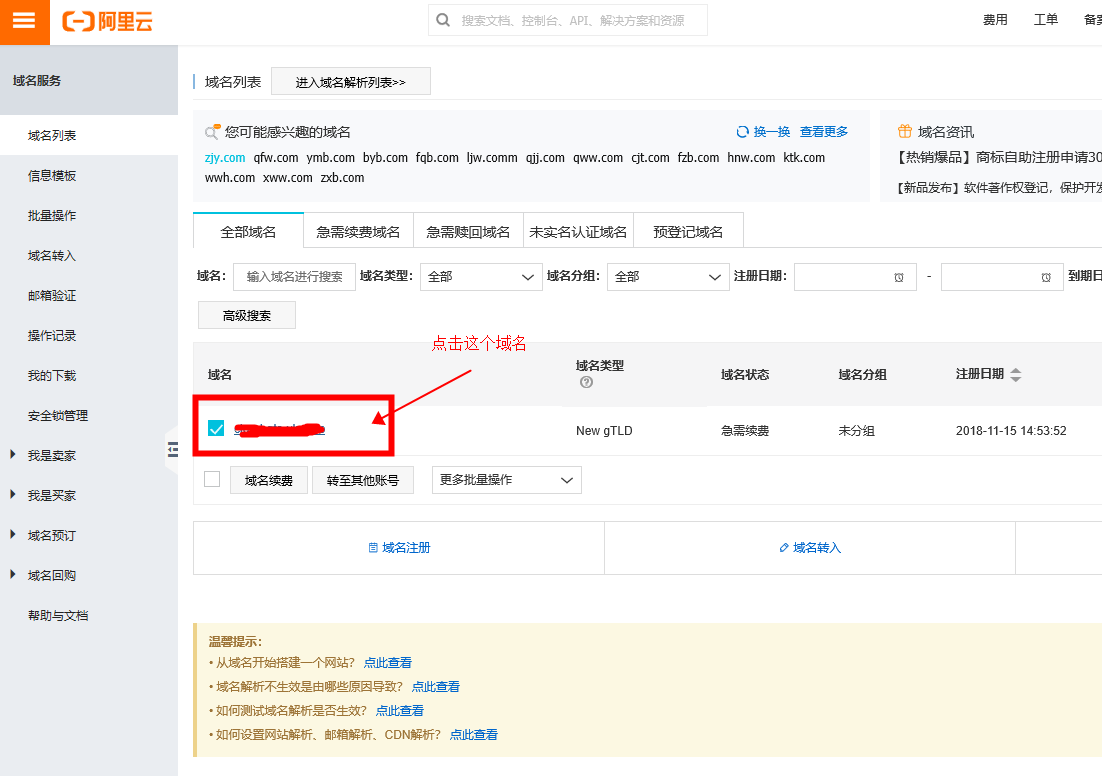 阿里云
搜索文档、控制台、API、解决方案和资源
费用 工单 备案
域名服务
域名列表
信息模板
批量操作
域名转入
邮箱验证
操作记录
我的下载
安全锁管理
我是卖家
我是买家
域名预订
域名回购
帮助与文档
域名列表 进入域名解析列表>>
您可能感兴趣的域名 换一换 查看更多
zjy.com qfw.com ymb.com byb.com fqb.com ljw.comm qjj.com qww.com cjt.com fzb.com hnw.com ktk.com
wwh.com xww.com zxb.com
域名资讯
【热销爆品】商标自助注册申请30
【新品发布】软件著作权登记，保护开发
全部域名 急需续费域名 急需赎回域名 未实名认证域名 预登记域名
域名： 输入域名进行搜索 域名类型： 全部 域名分组： 全部 注册日期： - 到期日
高级搜索
点击这个域名
域名 域名类型 域名状态 域名分组 注册日期
New gTLD 急需续费 未分组 2018-11-15 14:53:52
域名续费 转至其他账号 更多批量操作
域名注册 域名转入
温馨提示：
• 从域名开始搭建一个网站？ 点此查看
• 域名解析不生效是由哪些原因导致？ 点此查看
• 如何测试域名解析是否生效？ 点此查看
• 如何设置网站解析、邮箱解析、CDN解析？ 点此查看